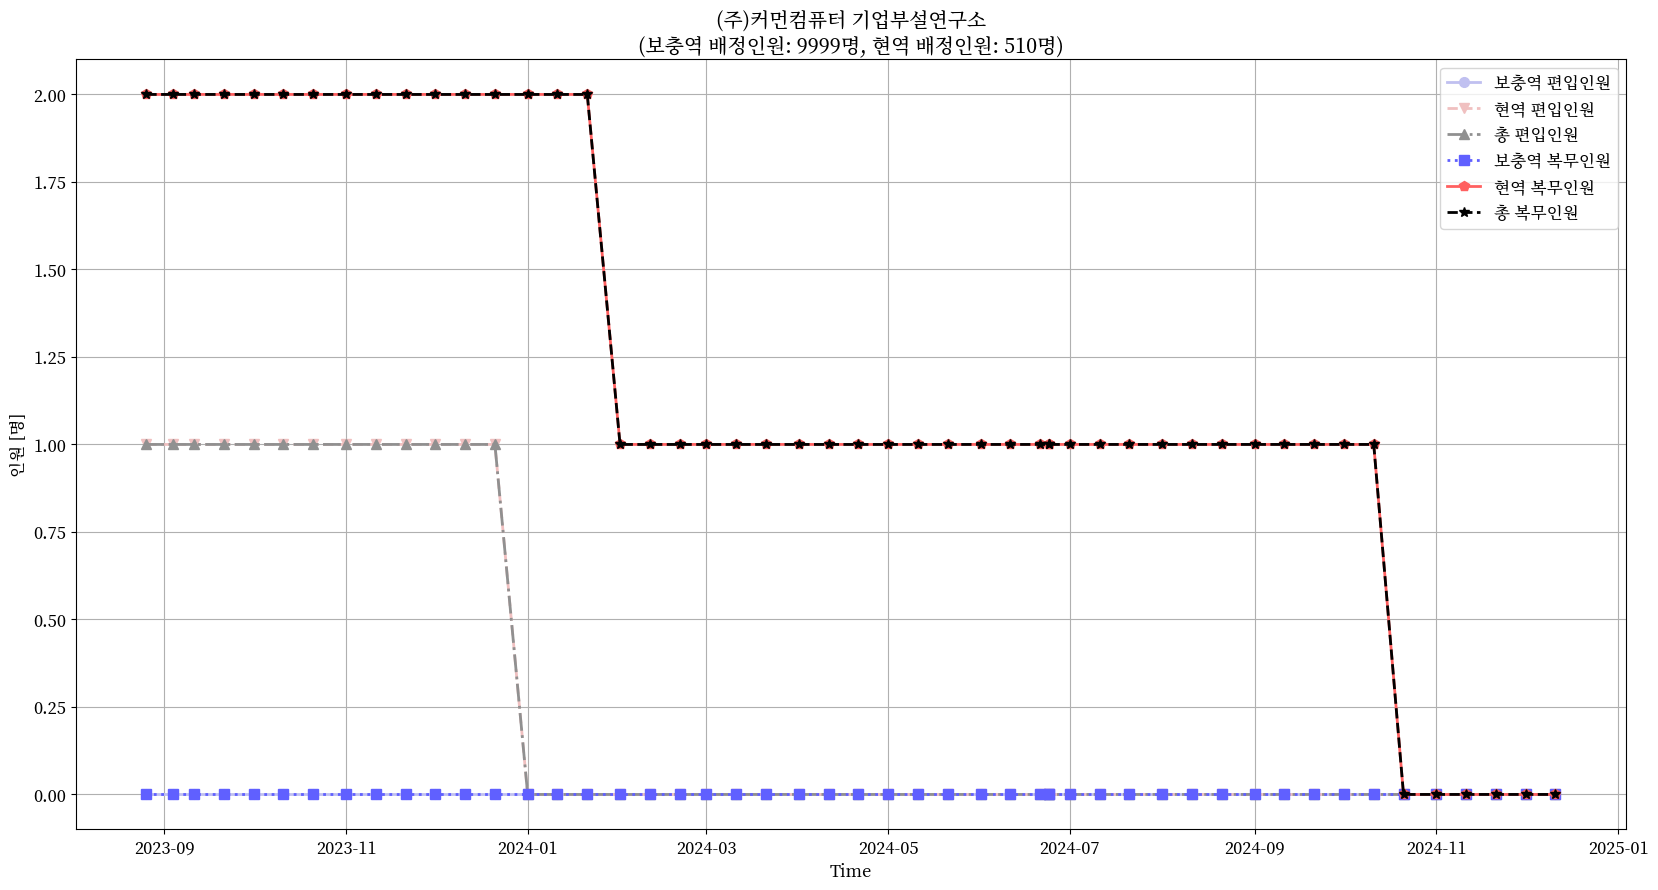 (주)커먼컴퓨터 기업부설연구소
(보충역 배정인원: 9999명, 현역 배정인원: 510명)
보충역 편입인원
현역 편입인원
총 편입인원
보충역 복무인원
현역 복무인원
총 복무인원
인원 [명]
2.00
1.75
1.50
1.25
1.00
0.75
0.50
0.25
0.00
2023-09
2023-11
2024-01
2024-03
2024-05
2024-07
2024-09
2024-11
2025-01
Time